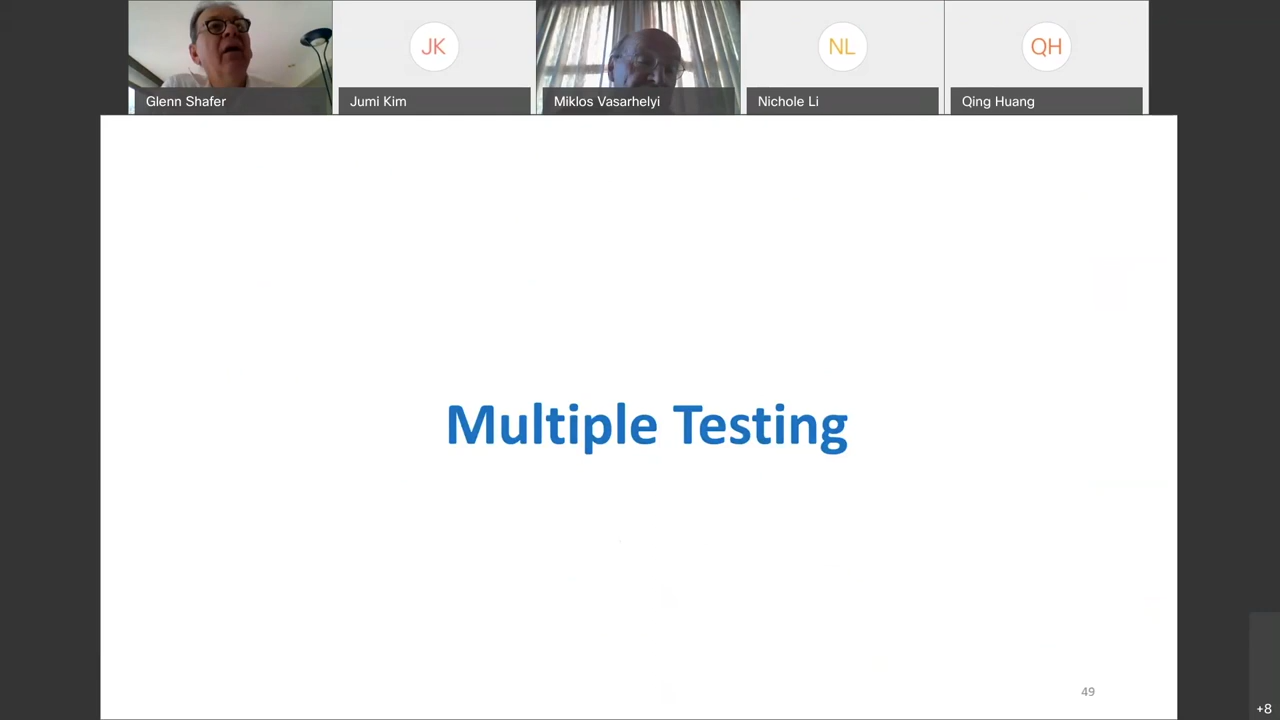 JK
NL
QH
Glenn Shafer
Jumi Kim
Miklos Vasarhelyi
Nichole Li
Qing Huang
Multiple Testing
49
+8